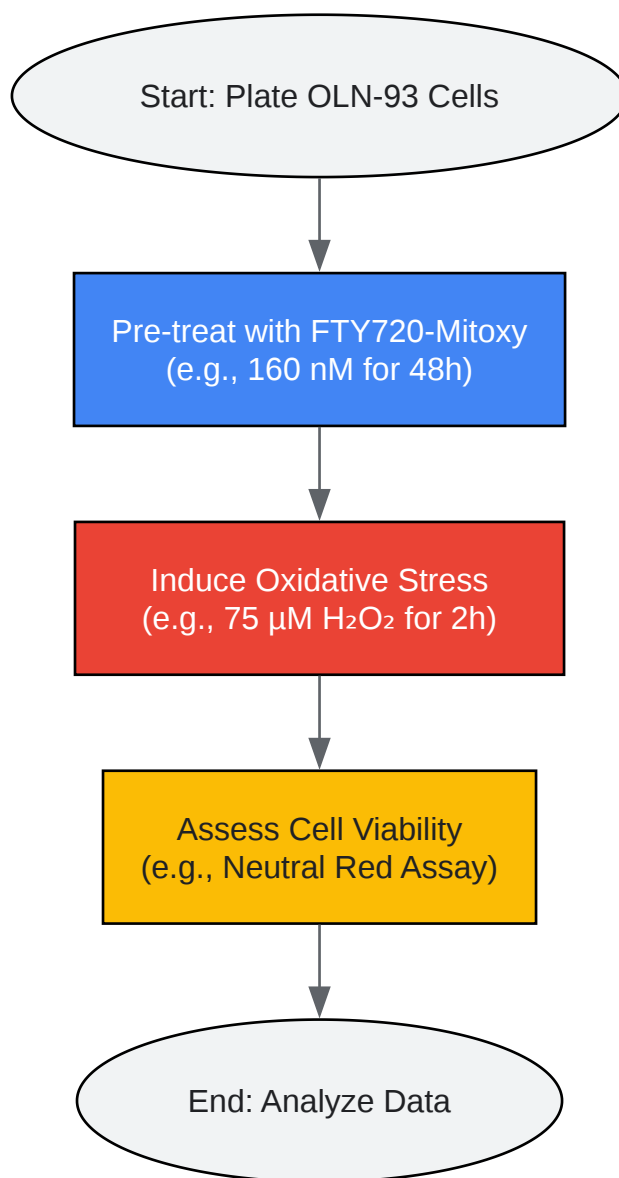 Start: Plate OLN-93 Cells
Pre-treat with FTY720-Mitoxy
(e.g., 160 nM for 48h)
Induce Oxidative Stress
(e.g., 75 µM H₂O₂ for 2h)
Assess Cell Viability
(e.g., Neutral Red Assay)
End: Analyze Data